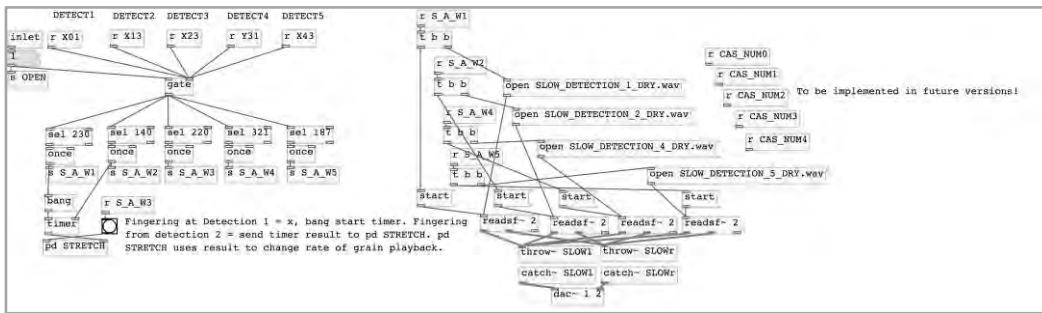 DETECT1 DETECT2 DETECT3 DETECT4 DETECT5
inlet r X01 r X13 r X23 r Y31 r X43
1
s OPEN
gate
sel 230 sel 140 sel 220 sel 321 sel 187
once once once once once
s S_A_W1 s S_A_W2 s S_A_W3 s S_A_W4 s S_A_W5
bang
r S_A_W3
timer
pd STRETCH
Fingering at Detection 1 = x, bang start timer. Fingering
from detection 2 = send timer result to pd STRETCH. pd
STRETCH uses result to change rate of grain playback.
r S_A_W1
t b b
r S_A_W2
t b b
open SLOW_DETECTION_1_DRY.wav
r S_A_W4
open SLOW_DETECTION_2_DRY.wav
t b b
open SLOW_DETECTION_4_DRY.wav
r S_A_W5
t b b
open SLOW_DETECTION_5_DRY.wav
start start start start
readsf~ 2 readsf~ 2 readsf~ 2 readsf~ 2
throw~ SLOWl throw~ SLOWr
catch~ SLOWl catch~ SLOWr
dac~ 1 2
r CAS_NUM0
r CAS_NUM1
r CAS_NUM2
r CAS_NUM3
r CAS_NUM4
To be implemented in future versions!